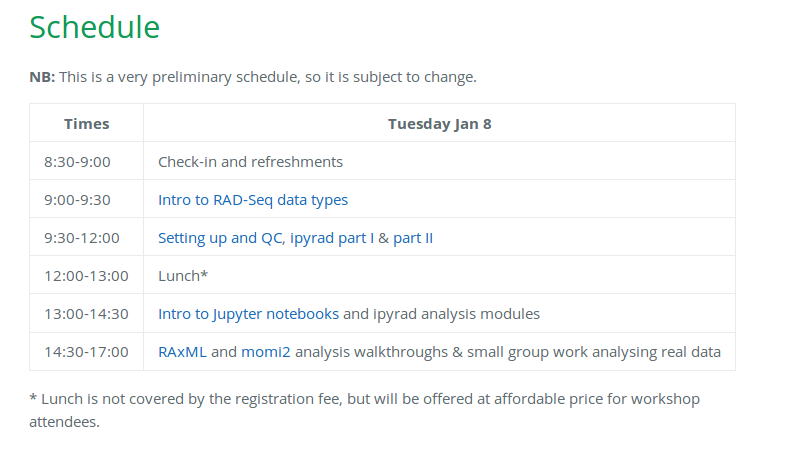 Schedule
NB: This is a very preliminary schedule, so it is subject to change.
Times Tuesday Jan 8
8:30-9:00 Check-in and refreshments
9:00-9:30 Intro to RAD-Seq data types
9:30-12:00 Setting up and QC, ipyrad part I & part II
12:00-13:00 Lunch*
13:00-14:30 Intro to Jupyter notebooks and ipyrad analysis modules
14:30-17:00 RAxML and momi2 analysis walkthroughs & small group work analysing real data
* Lunch is not covered by the registration fee, but will be offered at affordable price for workshop
attendees.